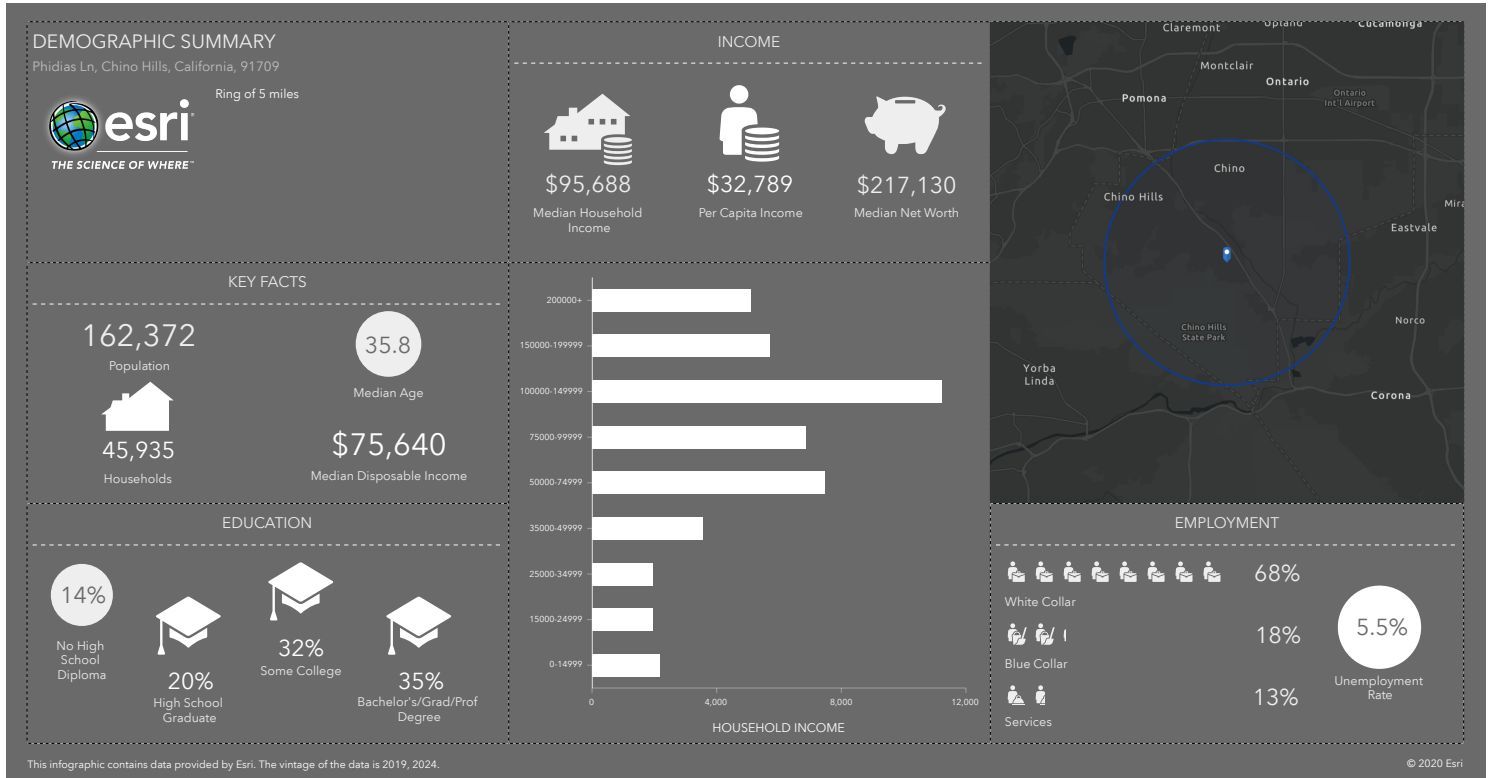 DEMOGRAPHIC SUMMARY
Phidias Ln, Chino Hills, California, 91709
Ring of 5 miles
esri
THE SCIENCE OF WHERE™
INCOME
$95,688
Median Household
Income
$32,789
Per Capita Income
$217,130
Median Net Worth
Claremont
Upland
Cucamonga
Montclair
Ontario
Pomona
Ontario
Int'l Airport
Chino
Chino Hills
Mira
Eastvale
Chino Hills
State Park
Norco
Yorba
Linda
Corona
KEY FACTS
162,372
Population
35.8
Median Age
45,935
Households
$75,640
Median Disposable Income
200000+
150000-199999
100000-149999
75000-99999
50000-74999
35000-49999
25000-34999
15000-24999
0-14999
0
4,000
8,000
12,000
HOUSEHOLD INCOME
EDUCATION
14%
No High
School
Diploma
20%
High School
Graduate
32%
Some College
35%
Bachelor's/Grad/Prof
Degree
EMPLOYMENT
68%
White Collar
18%
Blue Collar
13%
Services
5.5%
Unemployment
Rate
This infographic contains data provided by Esri. The vintage of the data is 2019, 2024.
© 2020 Esri